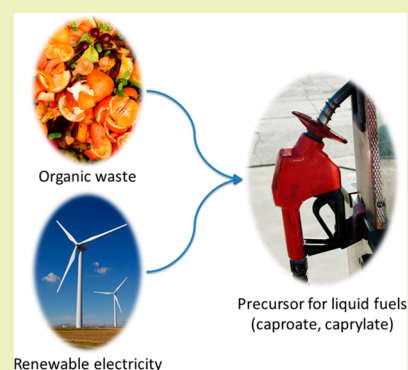 Organic waste
Renewable electricity
Precursor for liquid fuels
(caproate, caprylate)